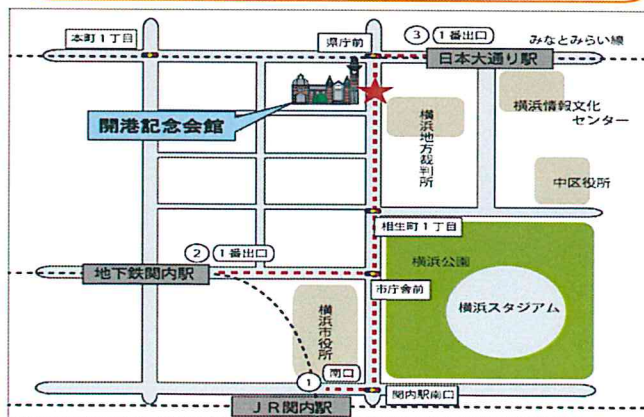 本町1丁目
県庁前
③
1番出口
みなとみらい線
日本大通り駅
開港記念会館
横浜地方裁判所
横浜情報文化
センター
中区役所
相生町1丁目
②
1番出口
地下鉄関内駅
横浜公園
市庁舎前
横浜スタジアム
横浜市役所
①
南口
関内駅南口
JR関内駅